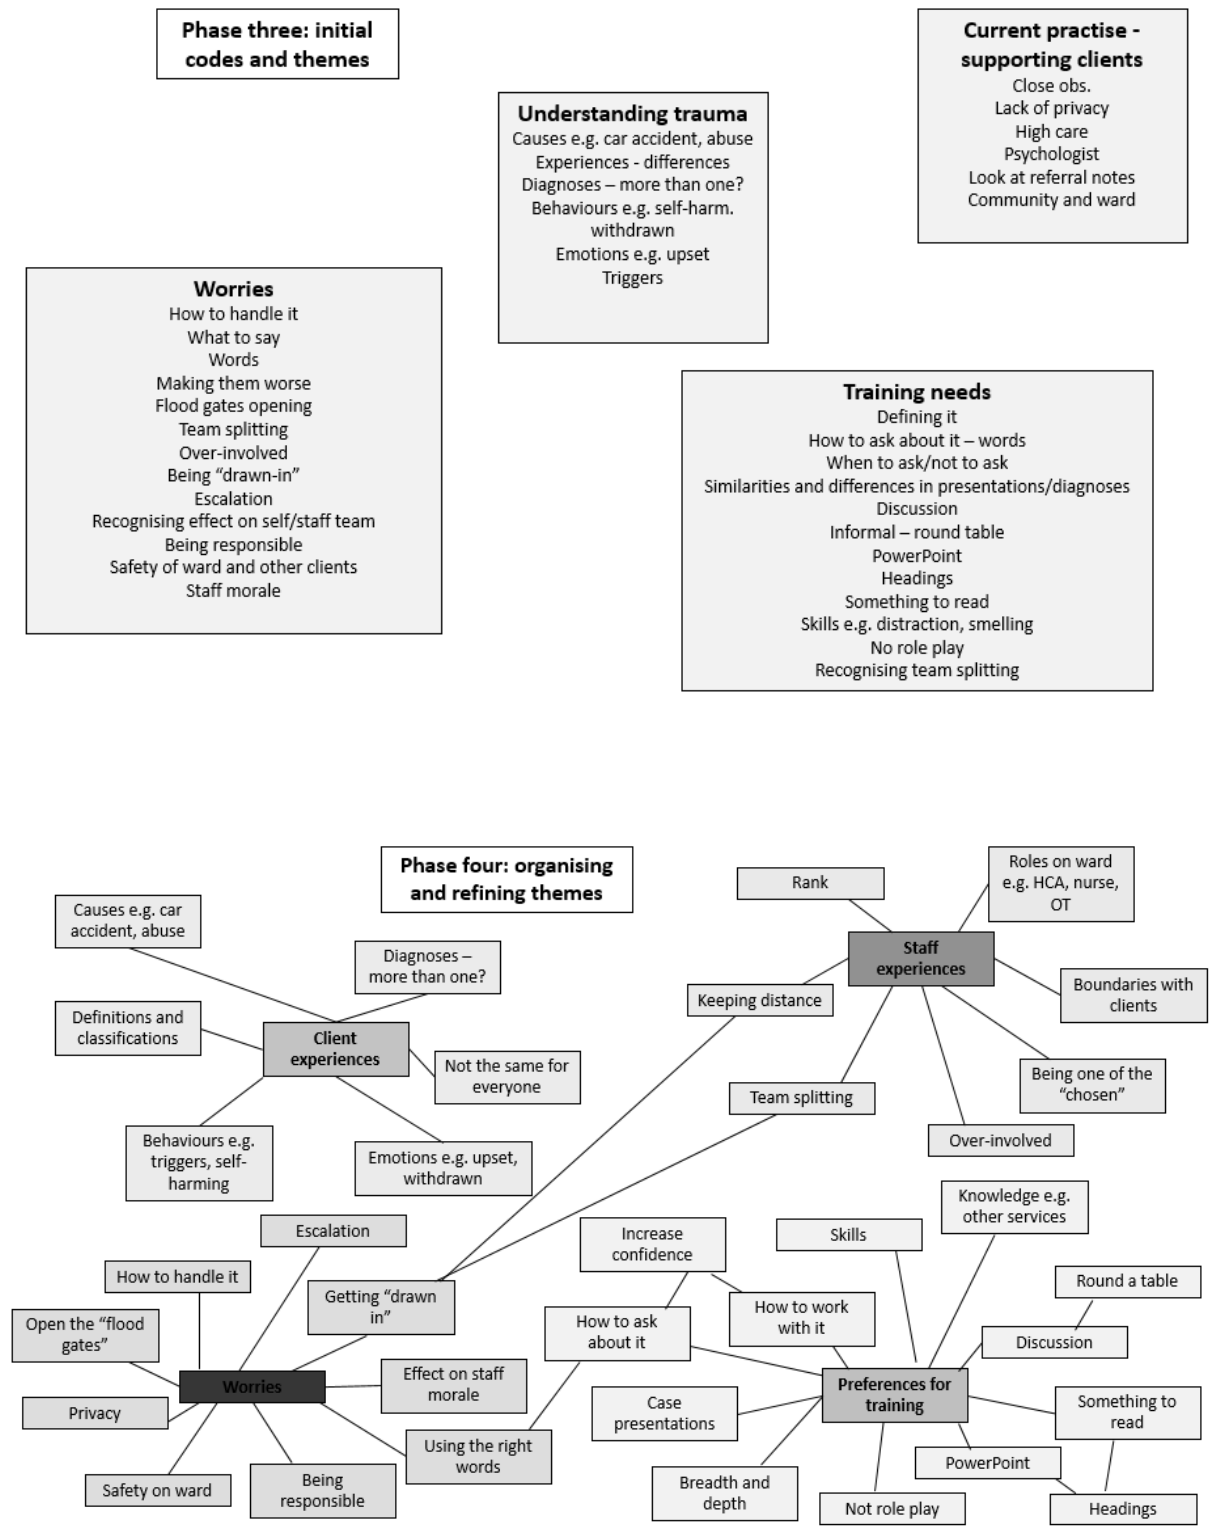 Phase three: initial
codes and themes
Current practise -
supporting clients
Close obs.
Lack of privacy
High care
Psychologist
Look at referral notes
Community and ward
Understanding trauma
Causes e.g. car accident, abuse
Experiences - differences
Diagnoses – more than one?
Behaviours e.g. self-harm.
withdrawn
Emotions e.g. upset
Triggers
Worries
How to handle it
What to say
Words
Making them worse
Flood gates opening
Team splitting
Over-involved
Being “drawn-in”
Escalation
Recognising effect on self/staff team
Being responsible
Safety of ward and other clients
Staff morale
Training needs
Defining it
How to ask about it – words
When to ask/not to ask
Similarities and differences in presentations/diagnoses
Discussion
Informal – round table
PowerPoint
Headings
Something to read
Skills e.g. distraction, smelling
No role play
Recognising team splitting
Phase four: organising
and refining themes
Causes e.g. car
accident, abuse
Diagnoses –
more than one?
Definitions and
classifications
Client
experiences
Not the same for
everyone
Behaviours e.g.
triggers, self-
harming
Emotions e.g. upset,
withdrawn
Rank
Roles on ward
e.g. HCA, nurse,
OT
Staff
experiences
Keeping distance
Boundaries with
clients
Team splitting
Being one of the
“chosen”
Over-involved
Escalation
How to handle it
Getting “drawn
in”
Open the “flood
gates”
Worries
Effect on staff
morale
Privacy
Using the right
words
Safety on ward
Being
responsible
Knowledge e.g.
other services
Increase
confidence
Skills
Round a table
How to ask
about it
How to work
with it
Discussion
Preferences for
training
Case
presentations
Something to
read
PowerPoint
Breadth and
depth
Not role play
Headings